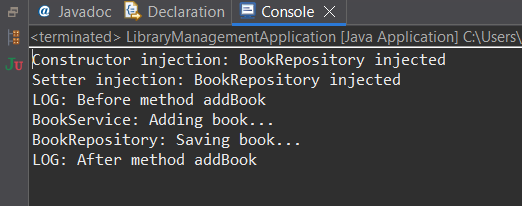 @ Javadoc Declaration Console
<terminated> LibraryManagementApplication [Java Application] C:\Users\
JU
Constructor injection: BookRepository injected
Setter injection: BookRepository injected
LOG: Before method addBook
BookService: Adding book...
BookRepository: Saving book...
LOG: After method addBook